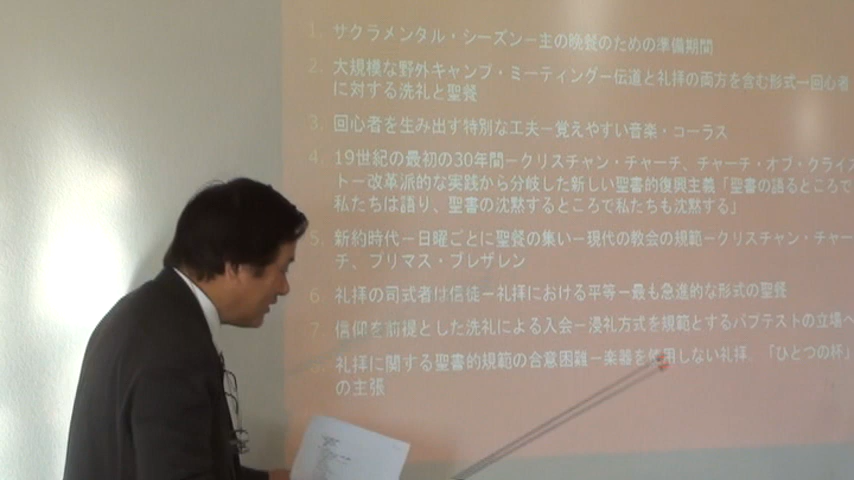 1. サクラメンタル・シーズンー主の晩餐のための準備期間
2. 大規模な野外キャンプ・ミーティングー伝道と礼拝の両方を含む形式ー回心者
に対する洗礼と聖餐
3. 回心者を生み出す特別な工夫ー覚えやすい音楽・コーラス
4. 19世紀の最初の30年間ークリスチャン・チャーチ、チャーチ・オブ・クライス
トー改革派的な実践から分岐した新しい聖書的復興主義「聖書の語るところで
私たちは語り、聖書の沈黙するところで私たちも沈黙する」
5. 新約時代ー日曜ごとに聖餐の集いー現代の教会の規範ークリスチャン・チャー
チ、プリマス・ブレザレン
6. 礼拝の司式者は信徒ー礼拝における平等ー最も急進的な形式の聖餐
7. 信仰を前提とした洗礼による入会ー浸礼方式を規範とするバプテストの立場へ
8. 礼拝に関する聖書的規範の合意困難ー楽器を使用しない礼拝、「ひとつの杯」
の主張